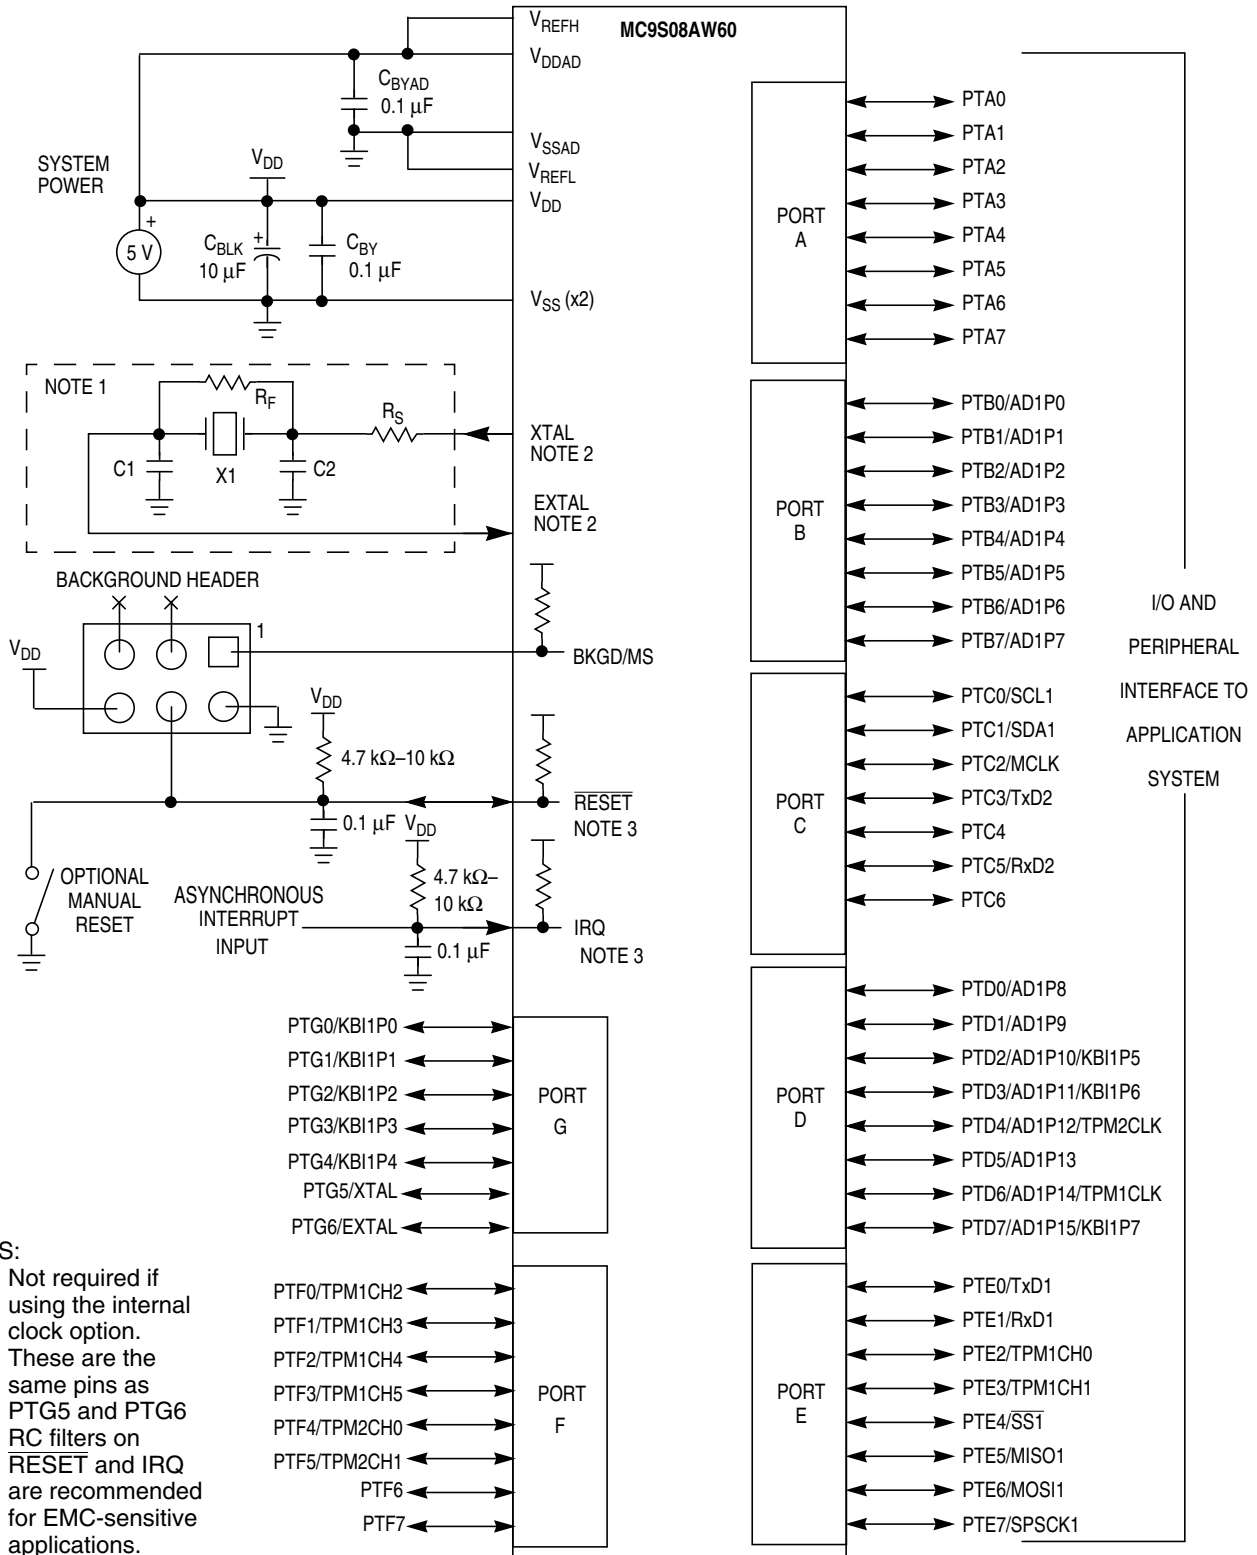 MC9S08AW60
VREFH
VDDAD
CBYAD
0.1 µF
VSSAD
VREFL
SYSTEM
POWER
VDD
VDD
+
5 V
CBLK
+
10 µF
CBY
0.1 µF
VSS (x2)
NOTE 1
RF
RS
C1
X1
C2
XTAL
NOTE 2
EXTAL
NOTE 2
BACKGROUND HEADER
1
VDD
BKGD/MS
VDD
4.7 kΩ–10 kΩ
0.1 µF
RESET
NOTE 3
VDD
4.7 kΩ–
10 kΩ
OPTIONAL
MANUAL
RESET
ASYNCHRONOUS
INTERRUPT
INPUT
0.1 µF
IRQ
NOTE 3
PTG0/KBI1P0
PTG1/KBI1P1
PTG2/KBI1P2
PTG3/KBI1P3
PTG4/KBI1P4
PTG5/XTAL
PTG6/EXTAL
PORT
G
PTF0/TPM1CH2
PTF1/TPM1CH3
PTF2/TPM1CH4
PTF3/TPM1CH5
PTF4/TPM2CH0
PTF5/TPM2CH1
PTF6
PTF7
PORT
F
S:
Not required if
using the internal
clock option.
These are the
same pins as
PTG5 and PTG6
RC filters on
RESET and IRQ
are recommended
for EMC-sensitive
applications.
PORT
A
PTA0
PTA1
PTA2
PTA3
PTA4
PTA5
PTA6
PTA7
PORT
B
PTB0/AD1P0
PTB1/AD1P1
PTB2/AD1P2
PTB3/AD1P3
PTB4/AD1P4
PTB5/AD1P5
PTB6/AD1P6
PTB7/AD1P7
PORT
C
PTC0/SCL1
PTC1/SDA1
PTC2/MCLK
PTC3/TxD2
PTC4
PTC5/RxD2
PTC6
PORT
D
PTD0/AD1P8
PTD1/AD1P9
PTD2/AD1P10/KBI1P5
PTD3/AD1P11/KBI1P6
PTD4/AD1P12/TPM2CLK
PTD5/AD1P13
PTD6/AD1P14/TPM1CLK
PTD7/AD1P15/KBI1P7
PORT
E
PTE0/TxD1
PTE1/RxD1
PTE2/TPM1CH0
PTE3/TPM1CH1
PTE4/SS1
PTE5/MISO1
PTE6/MOSI1
PTE7/SPSCK1
I/O AND
PERIPHERAL
INTERFACE TO
APPLICATION
SYSTEM